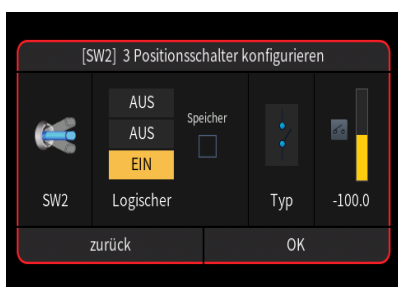 [SW2] 3 Positionsschalter konfigurieren
AUS
AUS
Speicher
EIN
SW2
Logischer
Typ
-100.0
zurück
OK